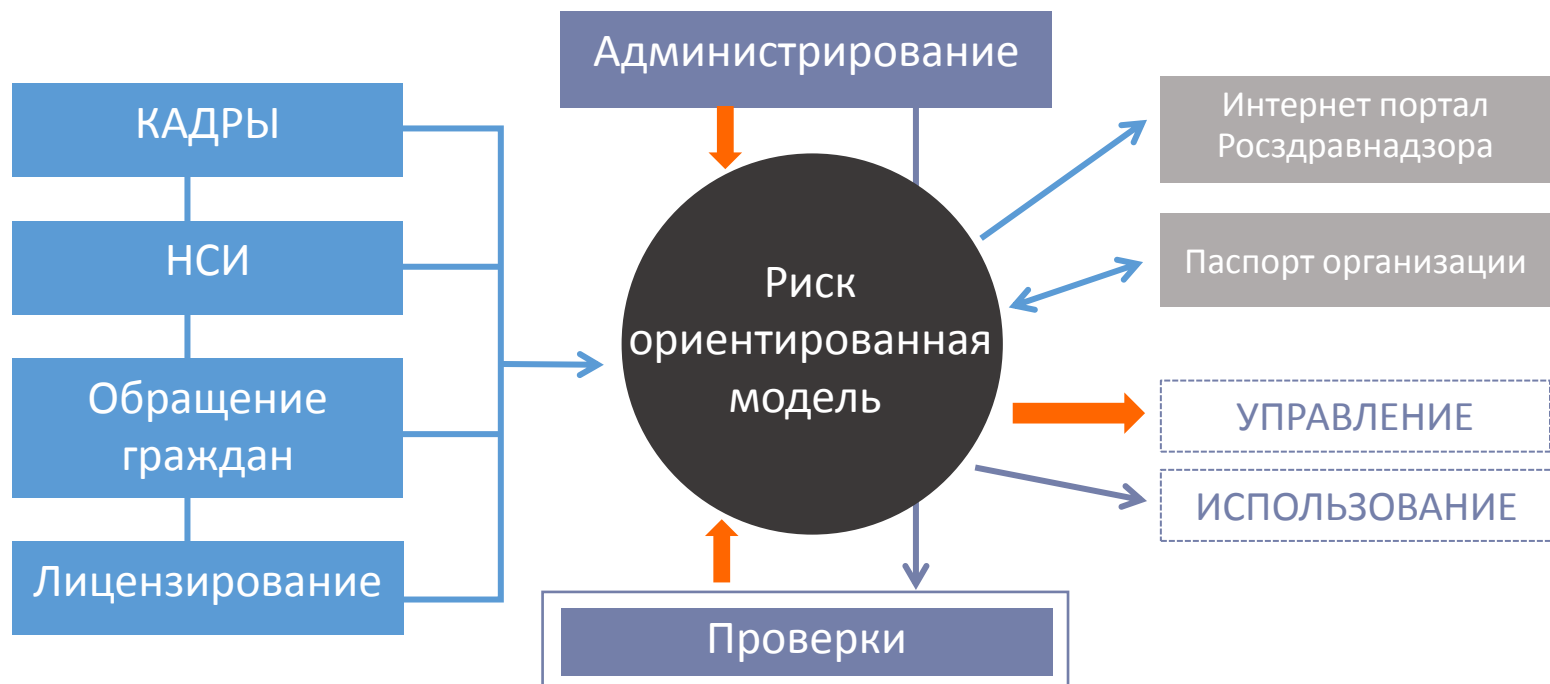 Администрирование
КАДРЫ
НСИ
Обращение
граждан
Лицензирование
Риск
ориентированная
модель
Проверки
Интернет портал
Росздравнадзора
Паспорт организации
УПРАВЛЕНИЕ
ИСПОЛЬЗОВАНИЕ